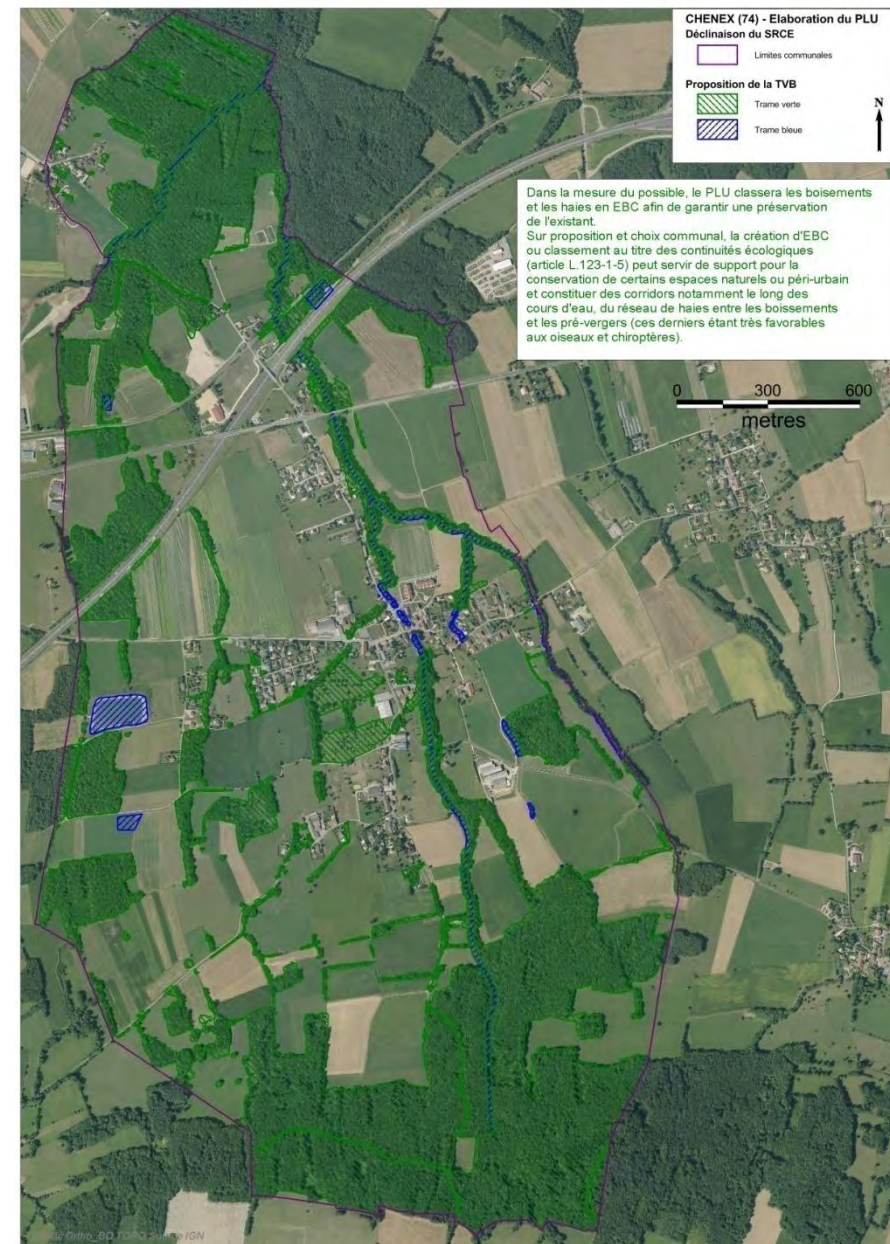 CHENEX (74) - Elaboration du PLU
Déclinaison du SRCE
Limites communales
Proposition de la TVB
Trame verte
Trame bleue
N
Dans la mesure du possible, le PLU classera les boisements
et les haies en EBC afin de garantir une préservation
de l'existant.
Sur proposition et choix communal, la création d'EBC
ou classement au titre des continuités écologiques
(article L.123-1-5) peut servir de support pour la
conservation de certains espaces naturels ou péri-urbain
et constituer des corridors notamment le long des
cours d'eau, du réseau de haies entre les boissements
et les pré-vergers (ces derniers étant très favorables
aux oiseaux et chiroptères).
0 300 600
metres
BD TOPO IGN